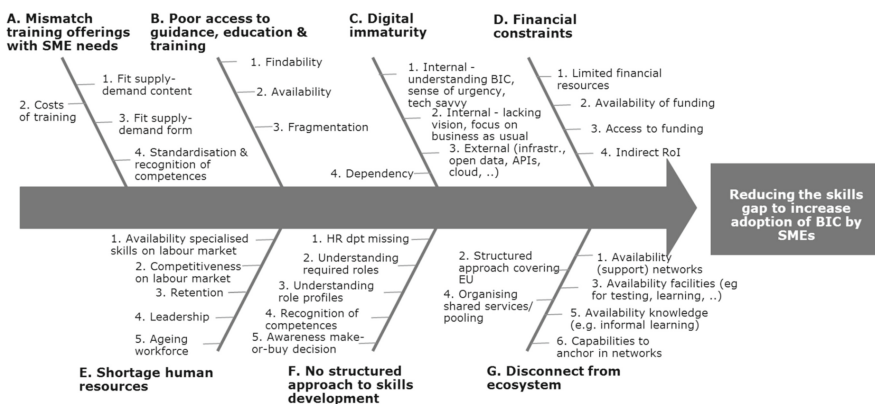 A. Mismatch
training offerings
with SME needs
1. Fit supply-
demand content
2. Costs
of training
3. Fit supply-
demand form
4. Standardisation &
recognition of
competences
B. Poor access to
guidance, education &
training
1. Findability
2. Availability
3. Fragmentation
C. Digital
immaturity
1. Internal -
understanding BIC,
sense of urgency,
tech savvy
2. Internal - lacking
vision, focus on
business as usual
3. External (infrastr.,
open data, APIs,
cloud, ..)
4. Dependency
D. Financial
constraints
1. Limited financial
resources
2. Availability of funding
3. Access to funding
4. Indirect RoI
Reducing the skills
gap to increase
adoption of BIC by
SMEs
1. Availability specialised
skills on labour market
2. Competitiveness
on labour market
3. Retention
4. Leadership
5. Ageing
workforce
E. Shortage human
resources
1. HR dpt missing
2. Understanding
required roles
3. Understanding
role profiles
4. Recognition of
competences
5. Awareness make-
or-buy decision
F. No structured
approach to skills
development
1. Availability
(support) networks
2. Structured
approach covering
EU
3. Availability facilities (eg
for testing, learning, ..)
4. Organising
shared services/
pooling
5. Availability knowledge
(e.g. informal learning)
6. Capabilities to
anchor in networks
G. Disconnect from
ecosystem